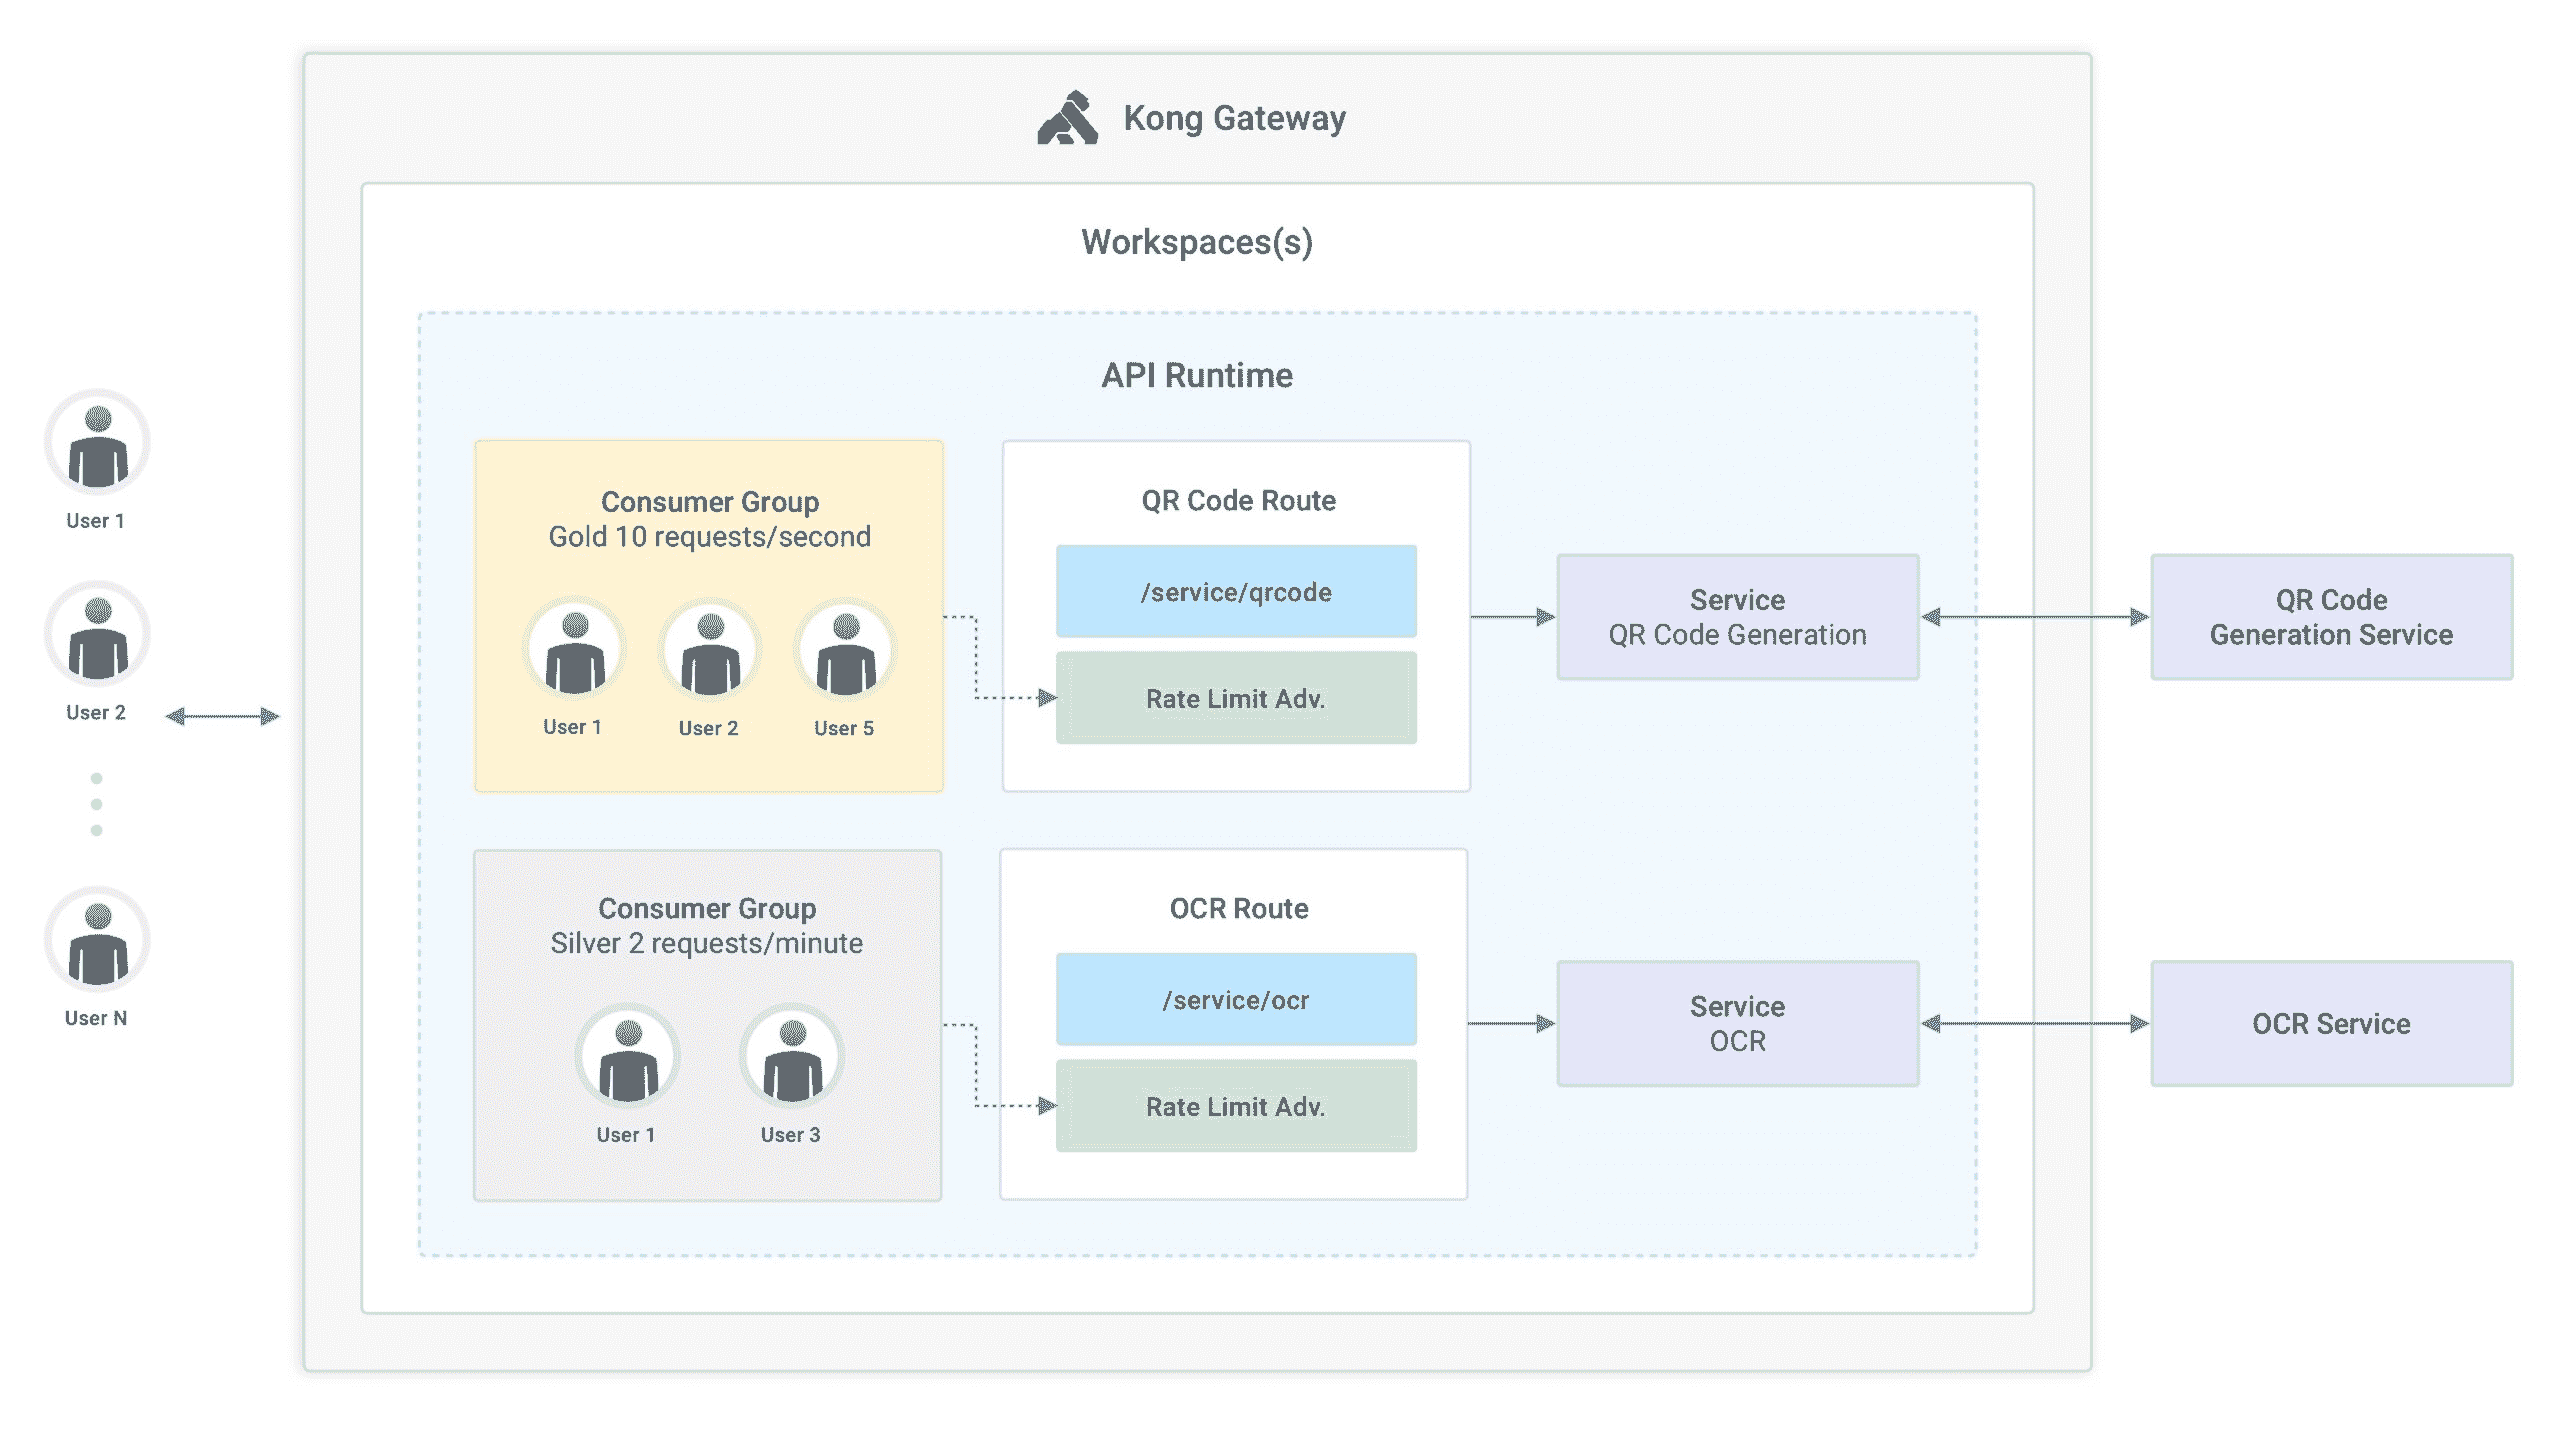 Kong Gateway
Workspaces(s)
API Runtime
User 1
User 2
User N
Consumer Group
Gold 10 requests/second
User 1
User 2
User 5
QR Code Route
/service/qrcode
Rate Limit Adv.
Service
QR Code Generation
QR Code
Generation Service
Consumer Group
Silver 2 requests/minute
User 1
User 3
OCR Route
/service/ocr
Rate Limit Adv.
Service
OCR
OCR Service